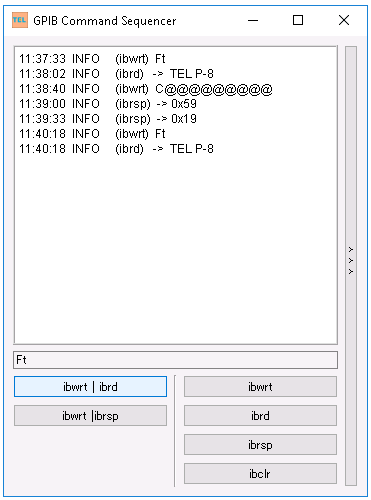 TEL GPIB Command Sequencer
11:37:33 INFO (ibwrt) Ft
11:38:02 INFO (ibrd) -> TEL P-8
11:38:40 INFO (ibwrt) C@@@@@@@@@
11:39:00 INFO (ibrsp) -> 0x59
11:39:33 INFO (ibrsp) -> 0x19
11:40:18 INFO (ibwrt) Ft
11:40:18 INFO (ibrd) -> TEL P-8
Ft
ibwrt | ibrd
ibwrt |ibrsp
ibwrt
ibrd
ibrsp
ibclr